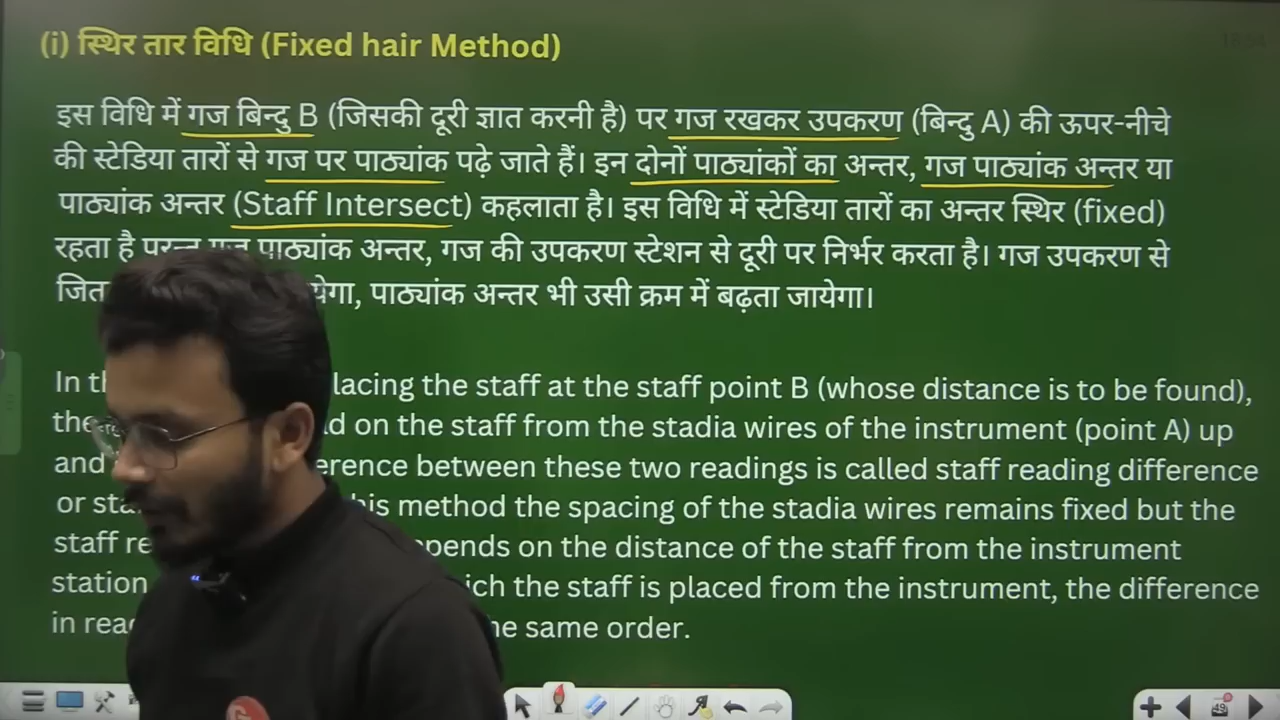 (i) स्थिर तार विधि (Fixed hair Method)
इस विधि में गज बिन्दु B (जिसकी दूरी ज्ञात करनी है) पर गज रखकर उपकरण (बिन्दु A) की ऊपर-नीचे
की स्टेडिया तारों से गज पर पाठ्यांक पढ़े जाते हैं। इन दोनों पाठ्यांकों का अन्तर, गज पाठ्यांक अन्तर या
पाठ्यांक अन्तर (Staff Intersect) कहलाता है। इस विधि में स्टेडिया तारों का अन्तर स्थिर (fixed)
रहता है परन्तु गज पाठ्यांक अन्तर, गज की उपकरण स्टेशन से दूरी पर निर्भर करता है। गज उपकरण से
पाठ्यांक अन्तर भी उसी क्रम में बढ़ता जायेगा।
In lacing the staff at the staff point B (whose distance is to be found),
the on the staff from the stadia wires of the instrument (point A) up
and erence between these two readings is called staff reading difference
or his method the spacing of the stadia wires remains fixed but the
staff re pends on the distance of the staff from the instrument
station ich the staff is placed from the instrument, the difference
in he same order.
49